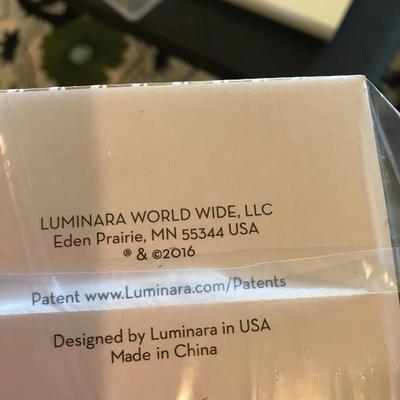 LUMINARA WORLD WIDE, LLC
Eden Prairie, MN 55344 USA
® & ©2016
Patent www.Luminara.com/Patents
Designed by Luminara in USA
Made in China